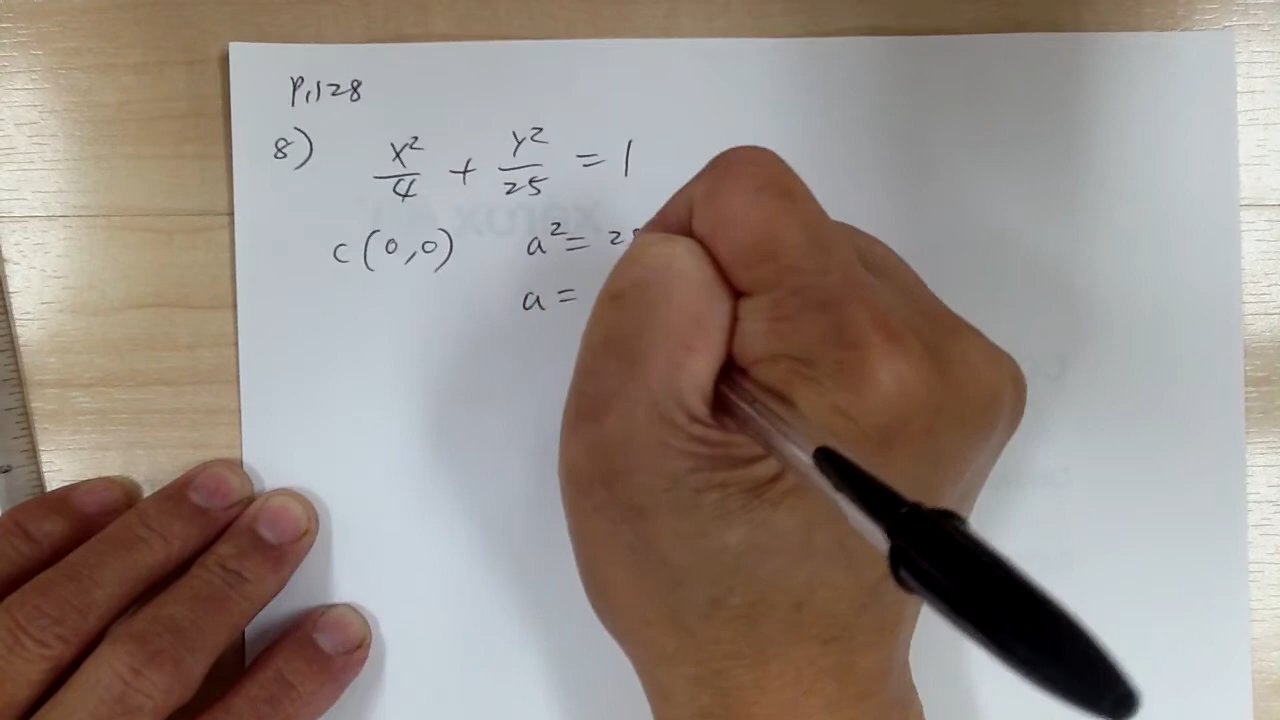 P.128
8) x²/4 + y²/25 = 1
C(0,0) a² = 2
a =